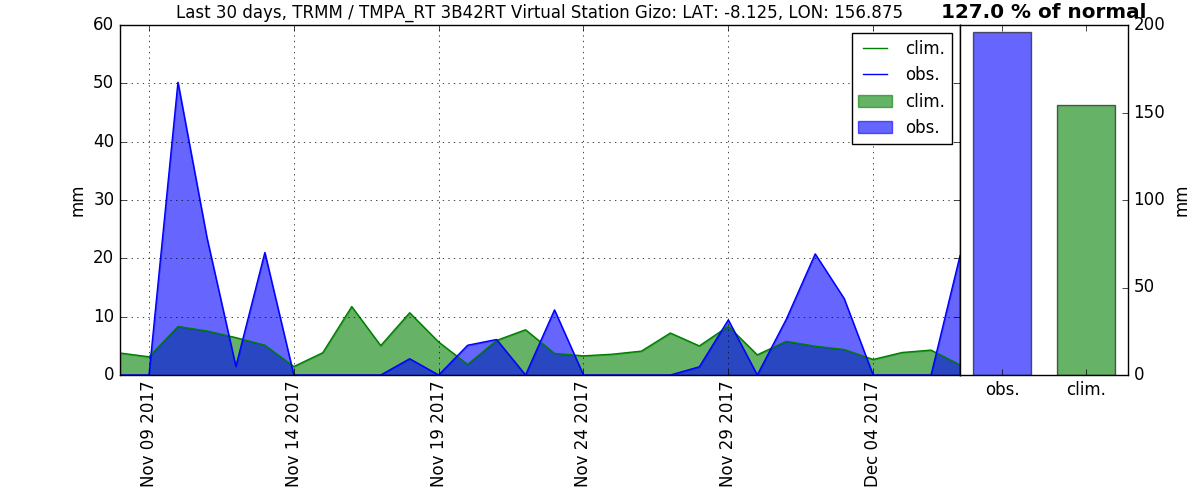 Last 30 days, TRMM / TMPA_RT 3B42RT Virtual Station Gizo: LAT: -8.125, LON: 156.875
127.0 % of normal
60
50
40
30
20
10
0
mm
clim.
obs.
clim.
obs.
200
150
100
50
0
mm
obs.
clim.
Nov 09 2017
Nov 14 2017
Nov 19 2017
Nov 24 2017
Nov 29 2017
Dec 04 2017